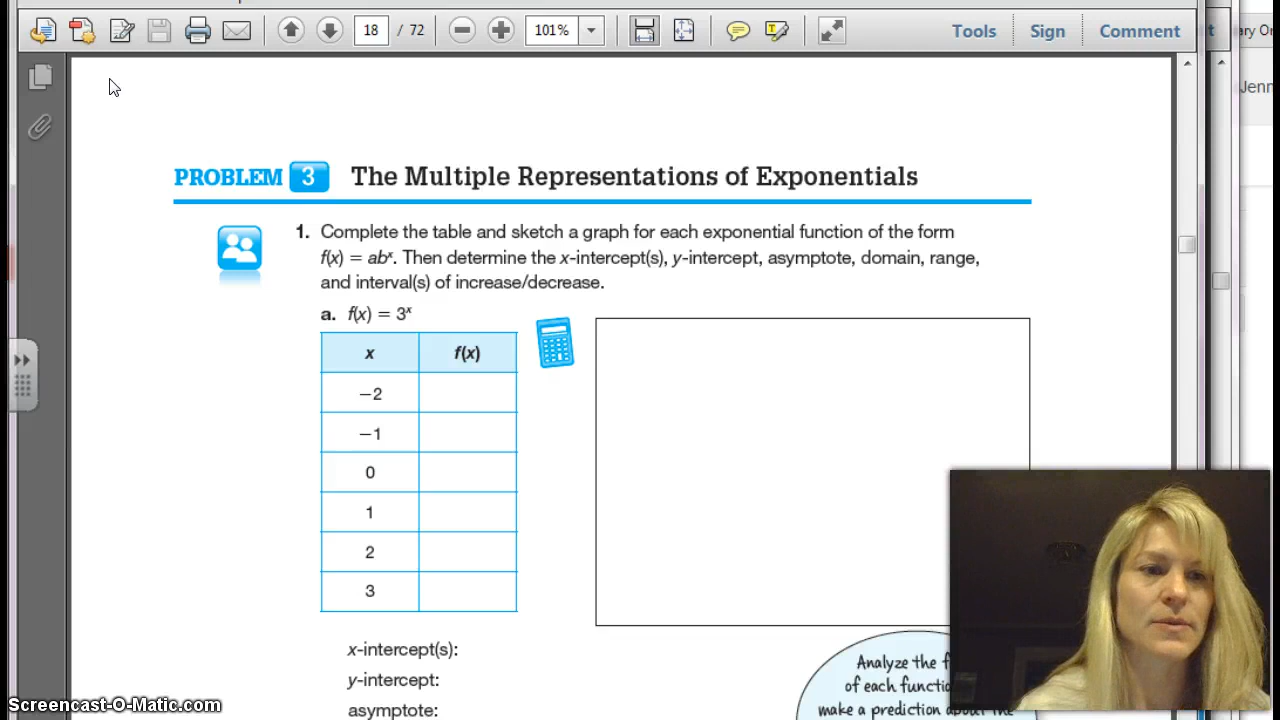 18 / 72 101% Tools Sign Comment
PROBLEM 3 The Multiple Representations of Exponentials
1. Complete the table and sketch a graph for each exponential function of the form
f(x) = abˣ. Then determine the x-intercept(s), y-intercept, asymptote, domain, range,
and interval(s) of increase/decrease.
a. f(x) = 3ˣ
x f(x)
−2
−1
0
1
2
3
x-intercept(s):
y-intercept:
asymptote:
Analyze the
of each
make a prediction about the
Screencast-O-Matic.com